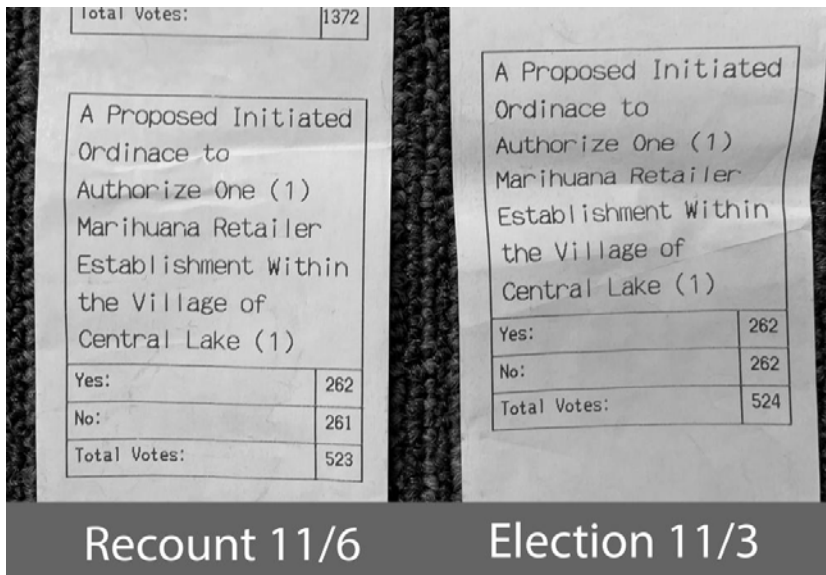 Total Votes: 1372
A Proposed Initiated
Ordinace to
Authorize One (1)
Marihuana Retailer
Establishment Within
the Village of
Central Lake (1)
Yes: 262
No: 261
Total Votes: 523
Recount 11/6
A Proposed Initiated
Ordinace to
Authorize One (1)
Marihuana Retailer
Establishment Within
the Village of
Central Lake (1)
Yes: 262
No: 262
Total Votes: 524
Election 11/3